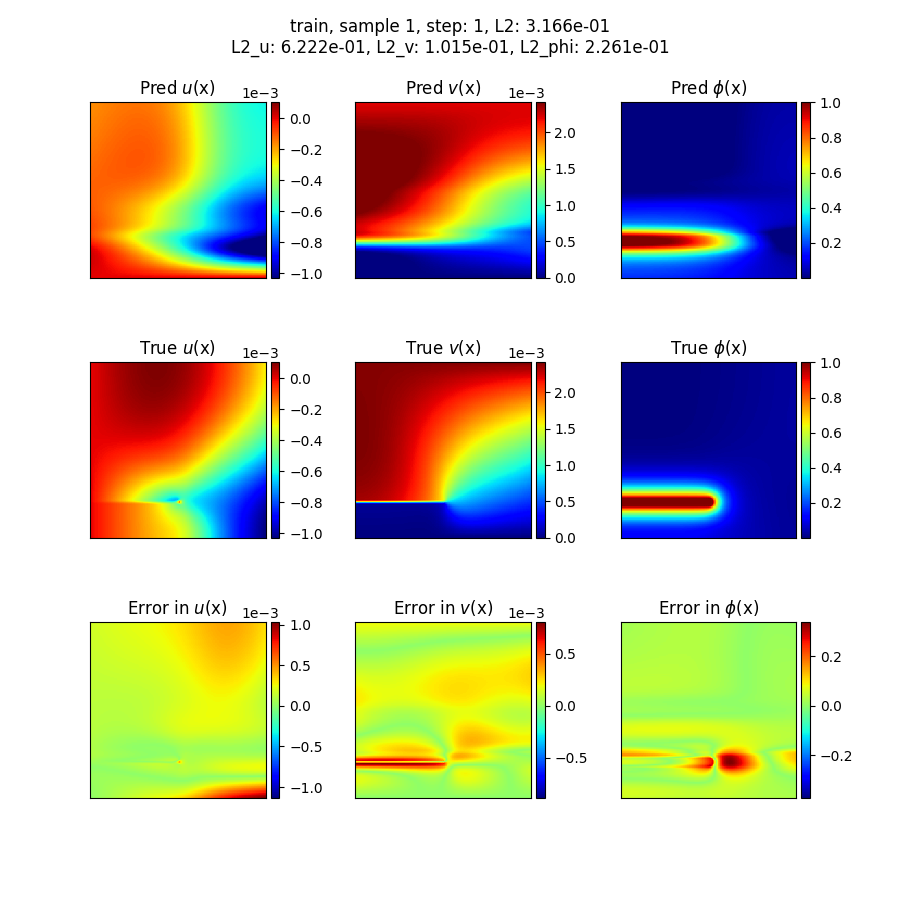 train, sample 1, step: 1, L2: 3.166e-01
L2_u: 6.222e-01, L2_v: 1.015e-01, L2_phi: 2.261e-01
Pred u(x)
1e−3
0.0
−0.2
−0.4
−0.6
−0.8
−1.0
Pred v(x)
1e−3
2.0
1.5
1.0
0.5
0.0
Pred ϕ(x)
1.0
0.8
0.6
0.4
0.2
True u(x)
1e−3
0.0
−0.2
−0.4
−0.6
−0.8
−1.0
True v(x)
1e−3
2.0
1.5
1.0
0.5
0.0
True ϕ(x)
1.0
0.8
0.6
0.4
0.2
Error in u(x)
1e−3
1.0
0.5
0.0
−0.5
−1.0
Error in v(x)
1e−3
0.5
0.0
−0.5
Error in ϕ(x)
0.2
0.0
−0.2